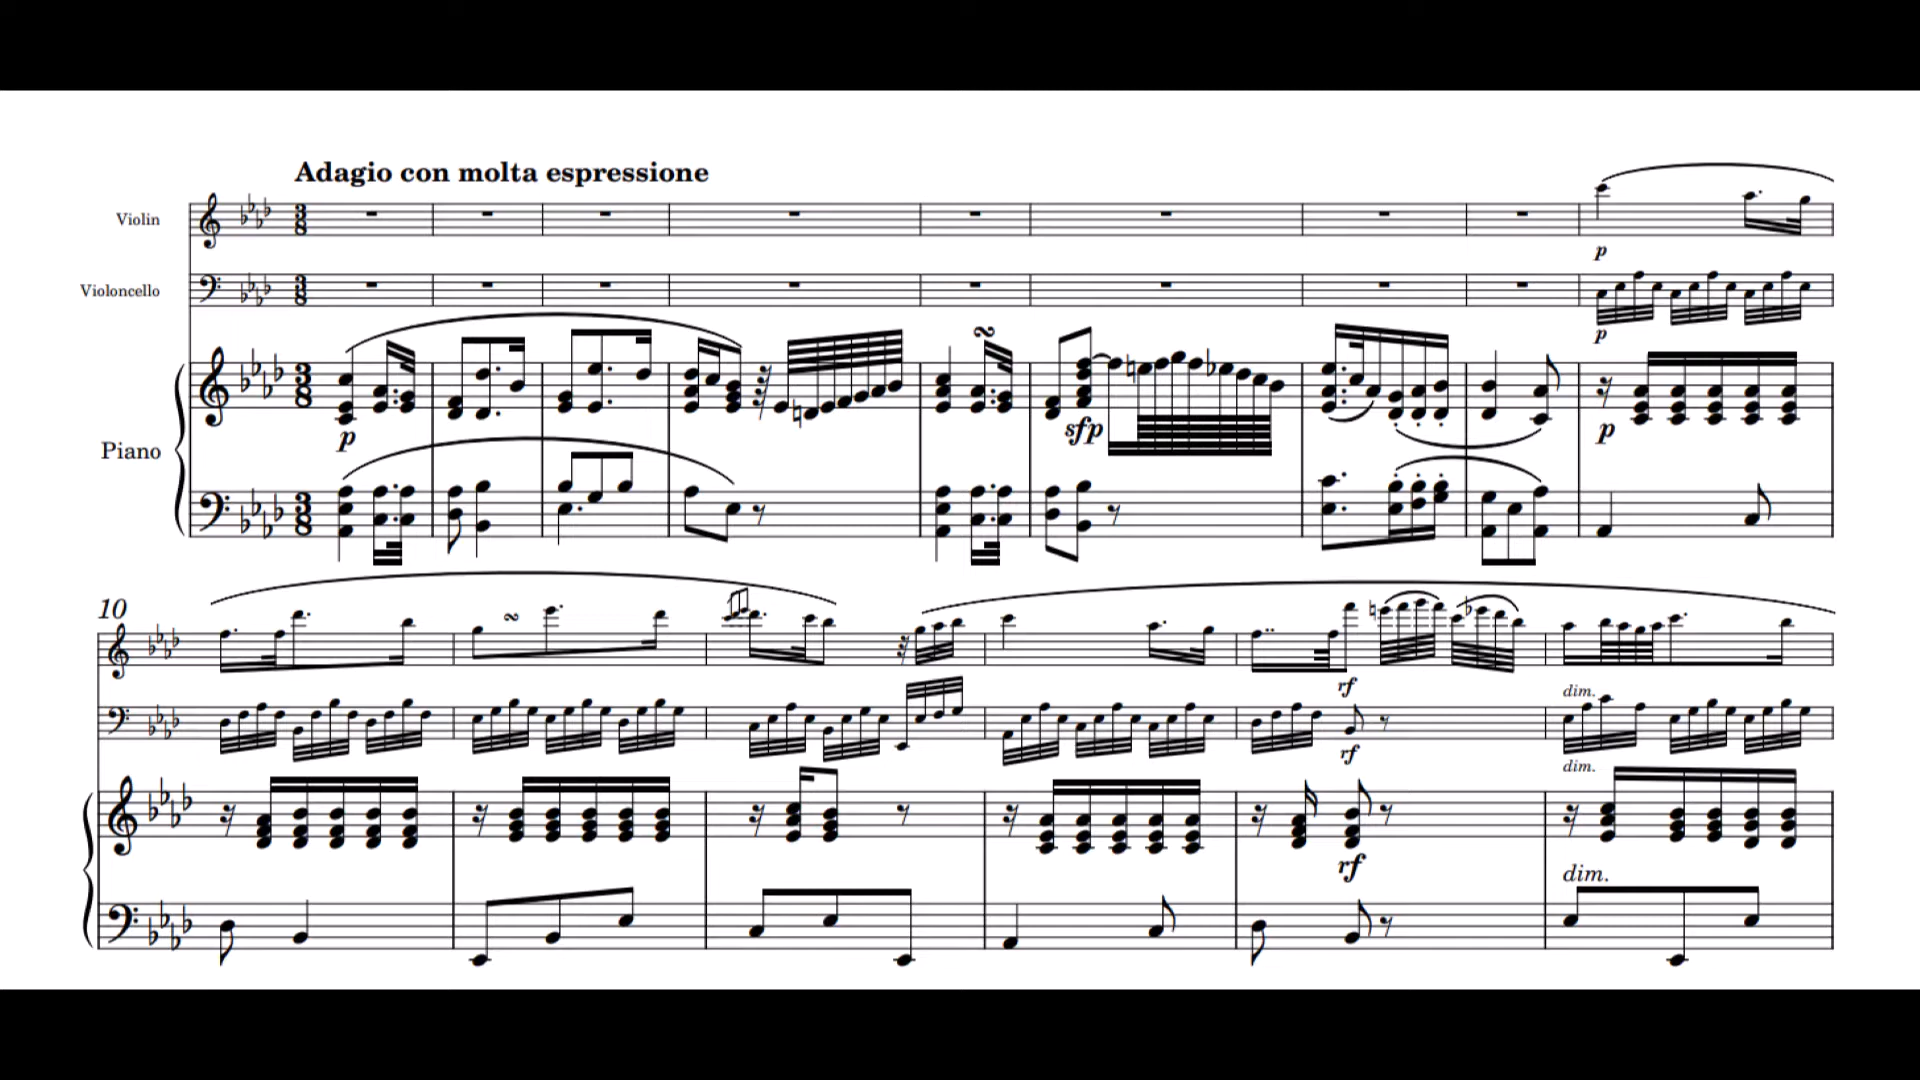 Adagio con molta espressione
Violin
p
Violoncello
p
Piano
p
sfp
p
10
rf
dim.
rf
dim.
rf
dim.